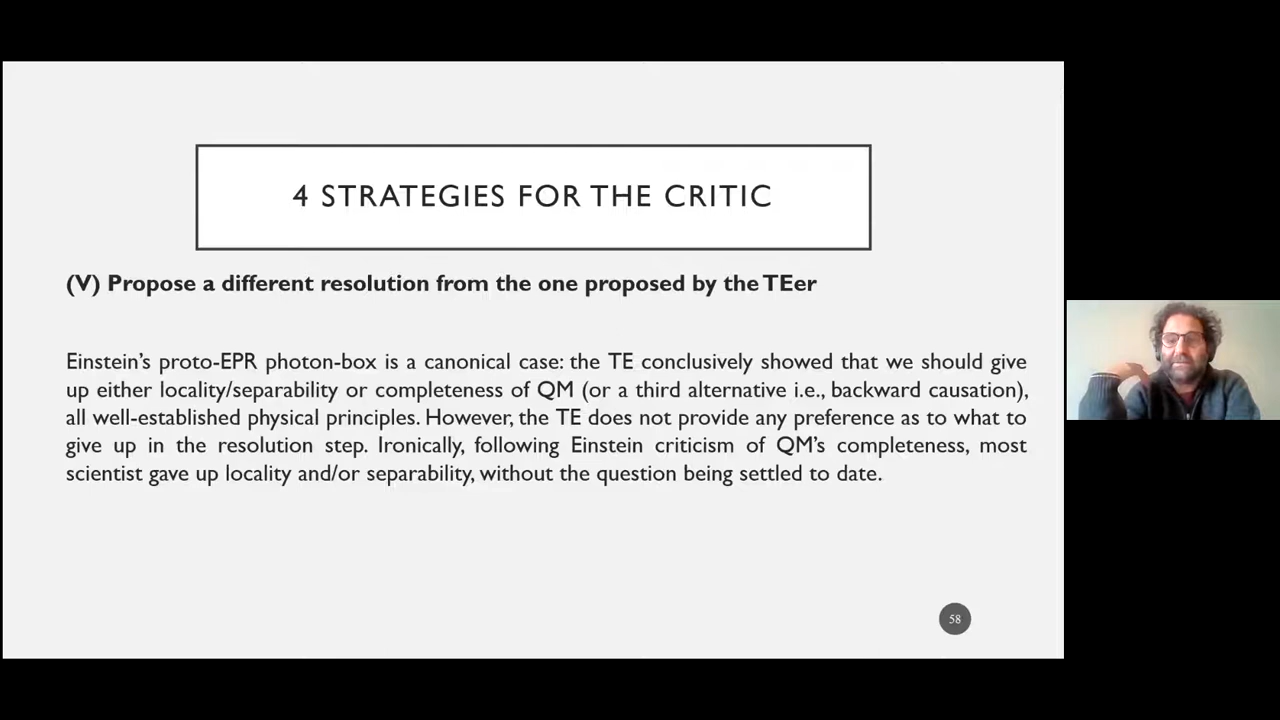 4 STRATEGIES FOR THE CRITIC
(V) Propose a different resolution from the one proposed by the TEer
Einstein's proto-EPR photon-box is a canonical case: the TE conclusively showed that we should give
up either locality/separability or completeness of QM (or a third alternative i.e., backward causation),
all well-established physical principles. However, the TE does not provide any preference as to what to
give up in the resolution step. Ironically, following Einstein criticism of QM's completeness, most
scientist gave up locality and/or separability, without the question being settled to date.
58